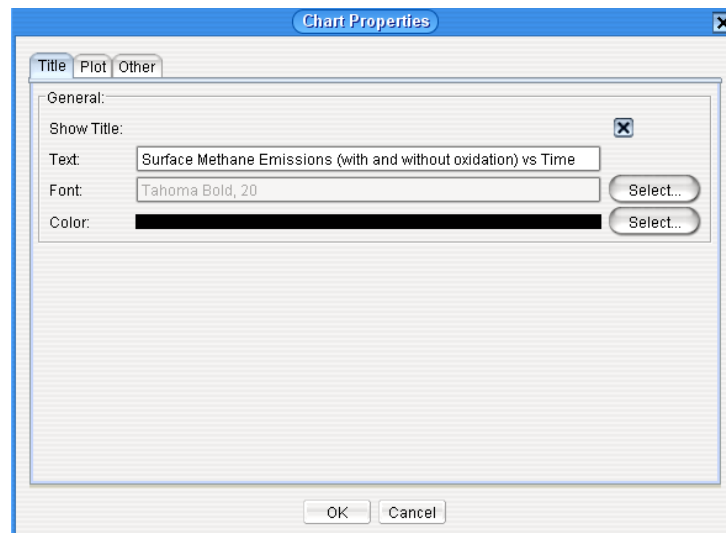 Chart Properties
Title Plot Other
General:
Show Title:
Text: Surface Methane Emissions (with and without oxidation) vs Time
Font: Tahoma Bold, 20 Select...
Color: Select...
OK Cancel